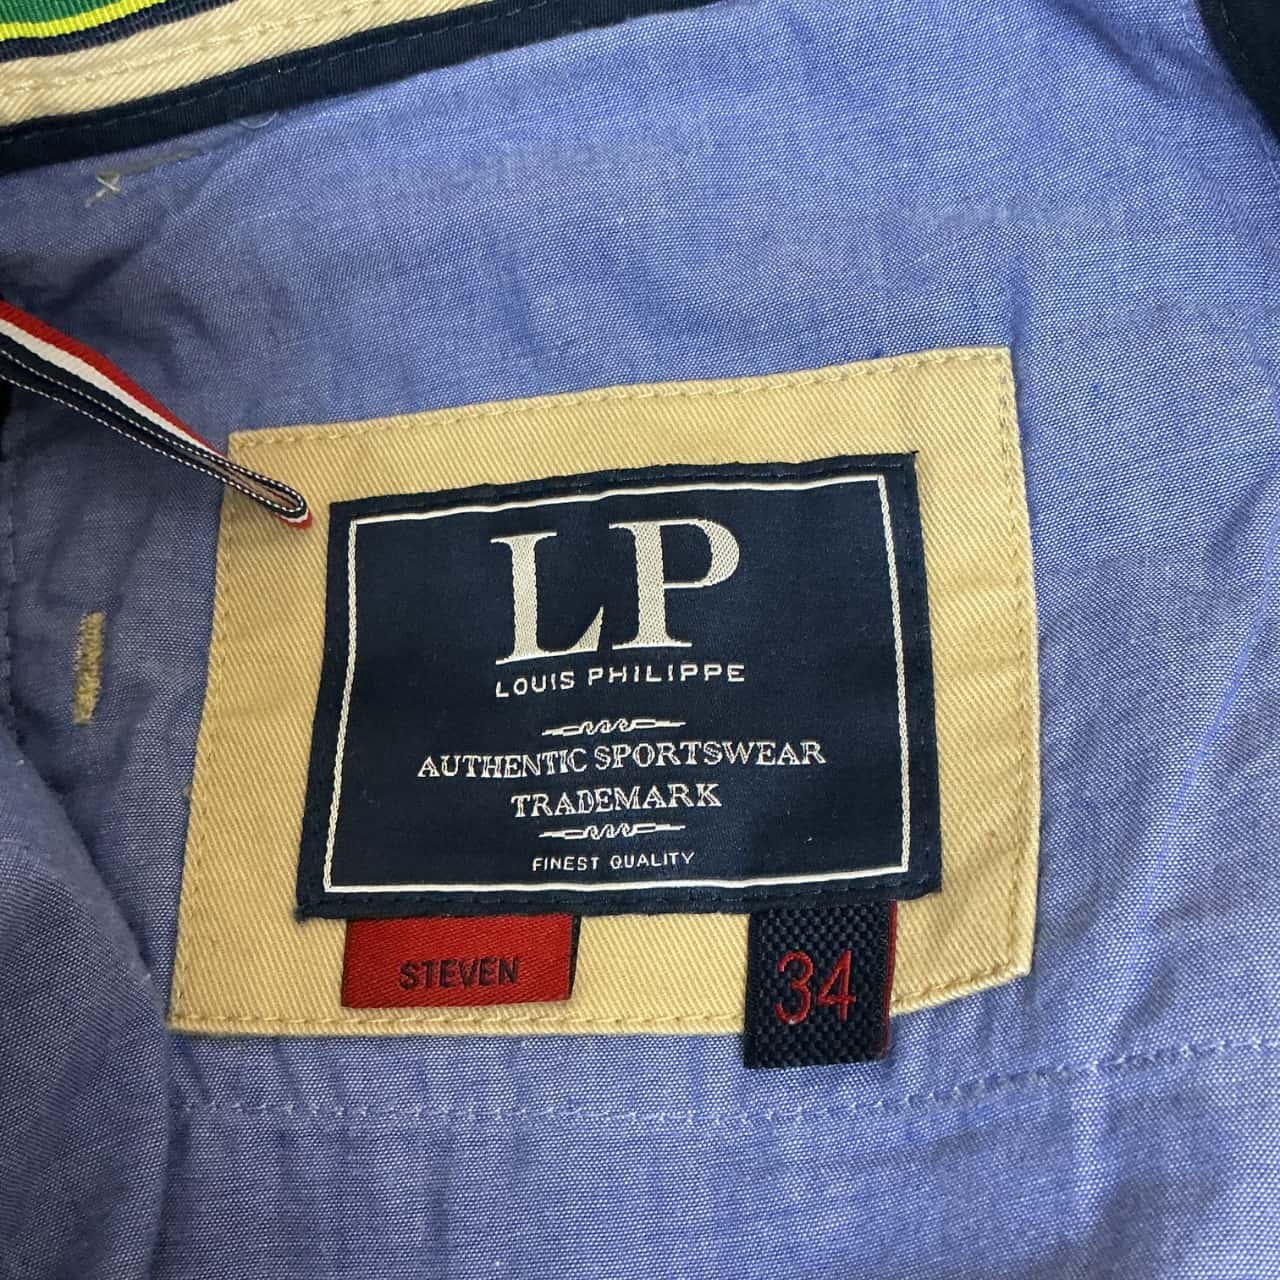 LP
LOUIS PHILIPPE
AUTHENTIC SPORTSWEAR
TRADEMARK
FINEST QUALITY
STEVEN
34